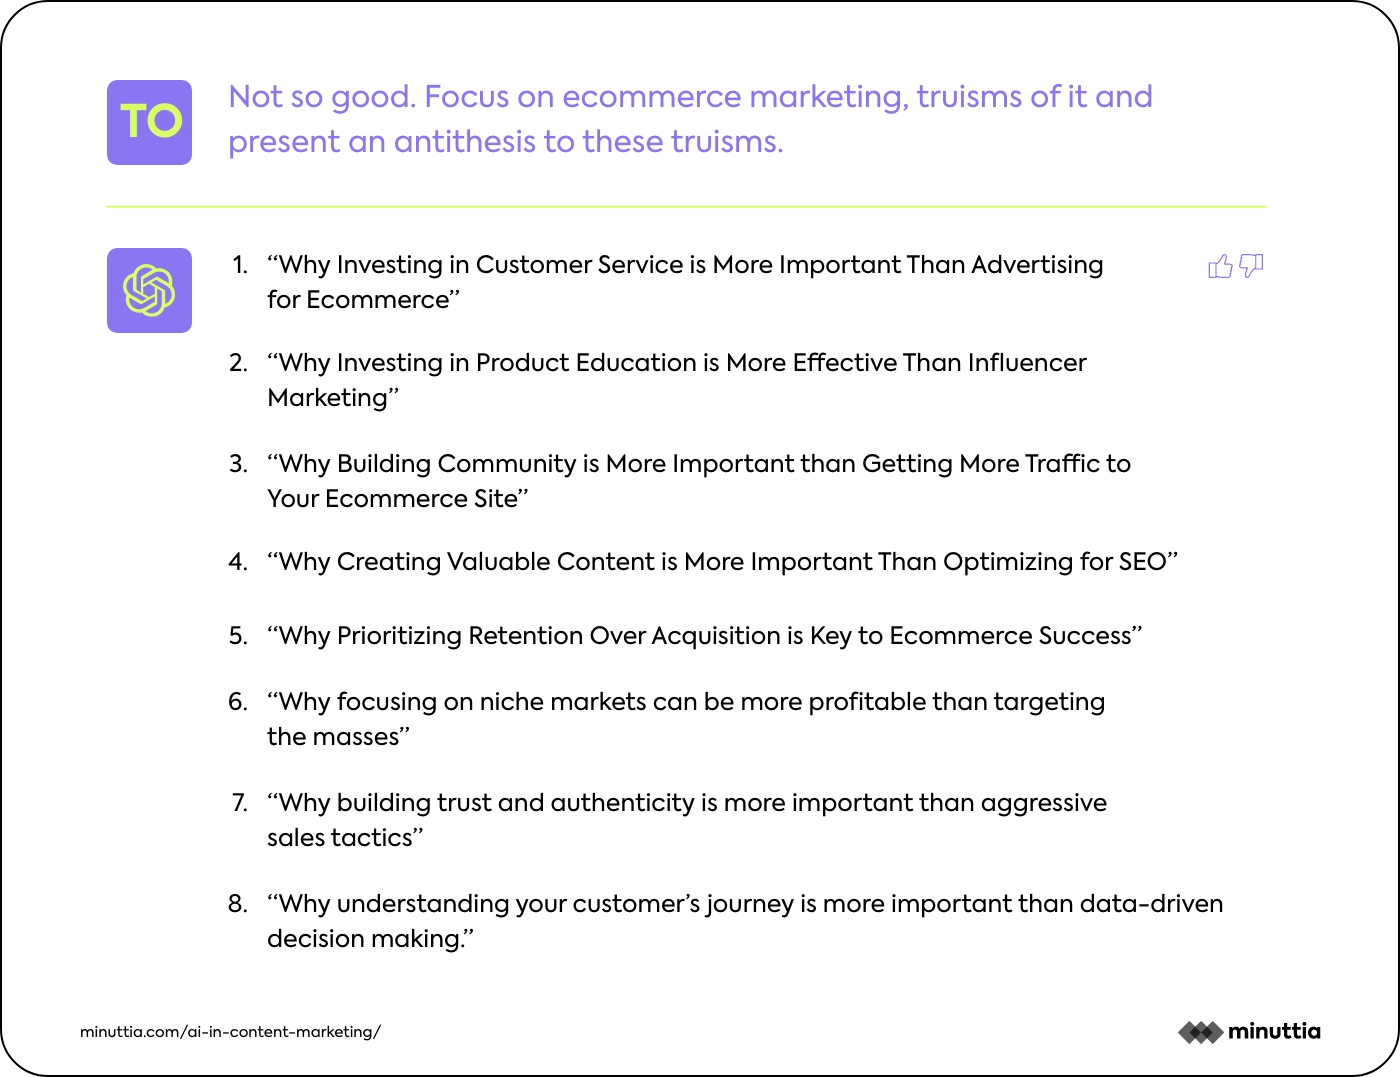 TO
Not so good. Focus on ecommerce marketing, truisms of it and
present an antithesis to these truisms.
1. “Why Investing in Customer Service is More Important Than Advertising
for Ecommerce”
2. “Why Investing in Product Education is More Effective Than Influencer
Marketing”
3. “Why Building Community is More Important than Getting More Traffic to
Your Ecommerce Site”
4. “Why Creating Valuable Content is More Important Than Optimizing for SEO”
5. “Why Prioritizing Retention Over Acquisition is Key to Ecommerce Success”
6. “Why focusing on niche markets can be more profitable than targeting
the masses”
7. “Why building trust and authenticity is more important than aggressive
sales tactics”
8. “Why understanding your customer’s journey is more important than data-driven
decision making.”
minuttia.com/ai-in-content-marketing/
minuttia